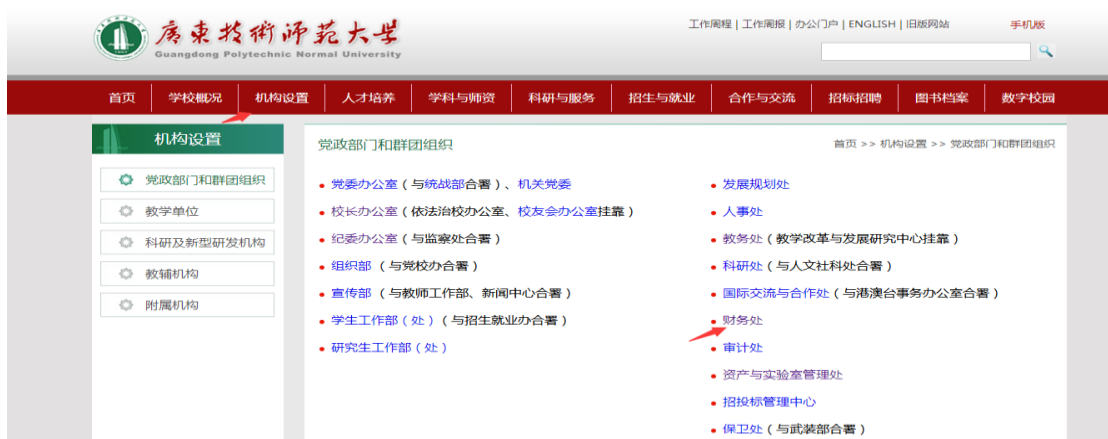 工作周程 | 工作周报 | 办公门户 | ENGLISH | 旧版网站 手机版
廣東技術师范大学
Guangdong Polytechnic Normal University
首页 学校概况 机构设置 人才培养 学科与师资 科研与服务 招生与就业 合作与交流 招标招聘 图书档案 数字校园
机构设置
党政部门和群团组织
教学单位
科研及新型研发机构
教辅机构
附属机构
党政部门和群团组织
首页 >> 机构设置 >> 党政部门和群团组织
党委办公室（与统战部合署）、机关党委
校长办公室（依法治校办公室、校友会办公室挂靠）
纪委办公室（与监察处合署）
组织部 （与党校办合署）
宣传部 （与教师工作部、新闻中心合署）
学生工作部（处）（与招生就业办合署）
研究生工作部（处）
发展规划处
人事处
教务处（教学改革与发展研究中心挂靠）
科研处（与人文社科处合署）
国际交流与合作处（与港澳台事务办公室合署）
财务处
审计处
资产与实验室管理处
招投标管理中心
保卫处（与武装部合署）